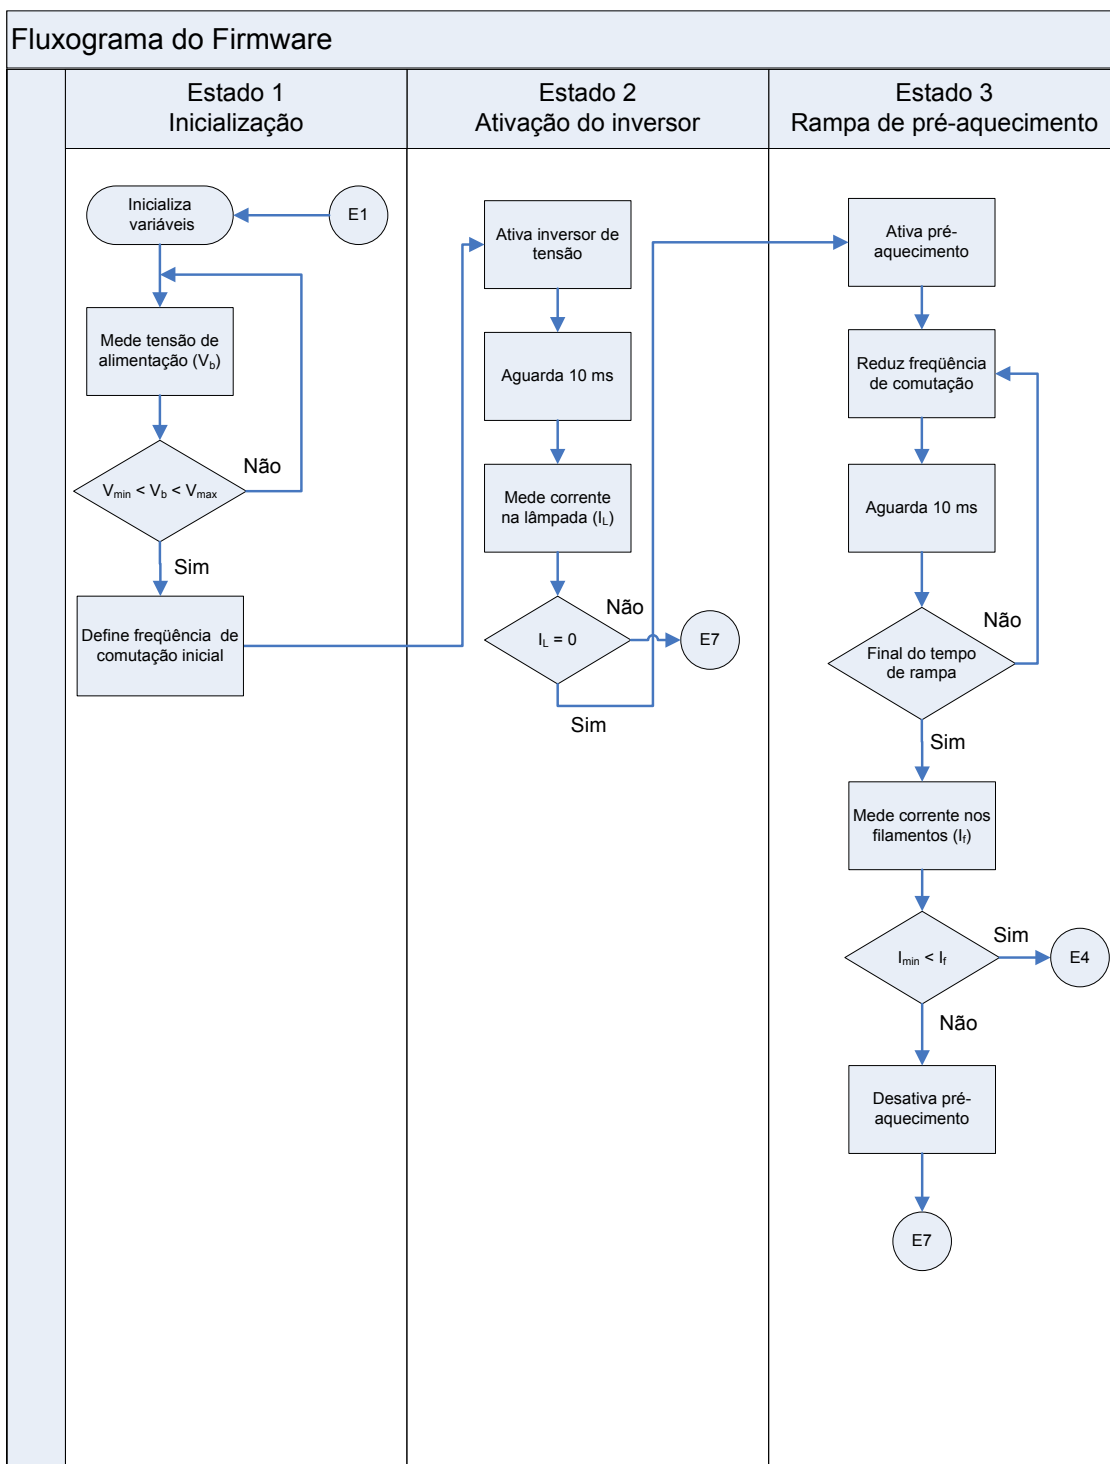 Fluxograma do Firmware
Estado 1
Inicialização
Estado 2
Ativação do inversor
Estado 3
Rampa de pré-aquecimento
Inicializa
variáveis
E1
Mede tensão de
alimentação (Vb)
Vmin < Vb < Vmax
Não
Sim
Define freqüência de
comutação inicial
Ativa inversor de
tensão
Aguarda 10 ms
Mede corrente
na lâmpada (IL)
IL = 0
Não
E7
Sim
Ativa pré-
aquecimento
Reduz freqüência
de comutação
Aguarda 10 ms
Final do tempo
de rampa
Não
Sim
Mede corrente nos
filamentos (If)
Imin < If
Sim
E4
Não
Desativa pré-
aquecimento
E7